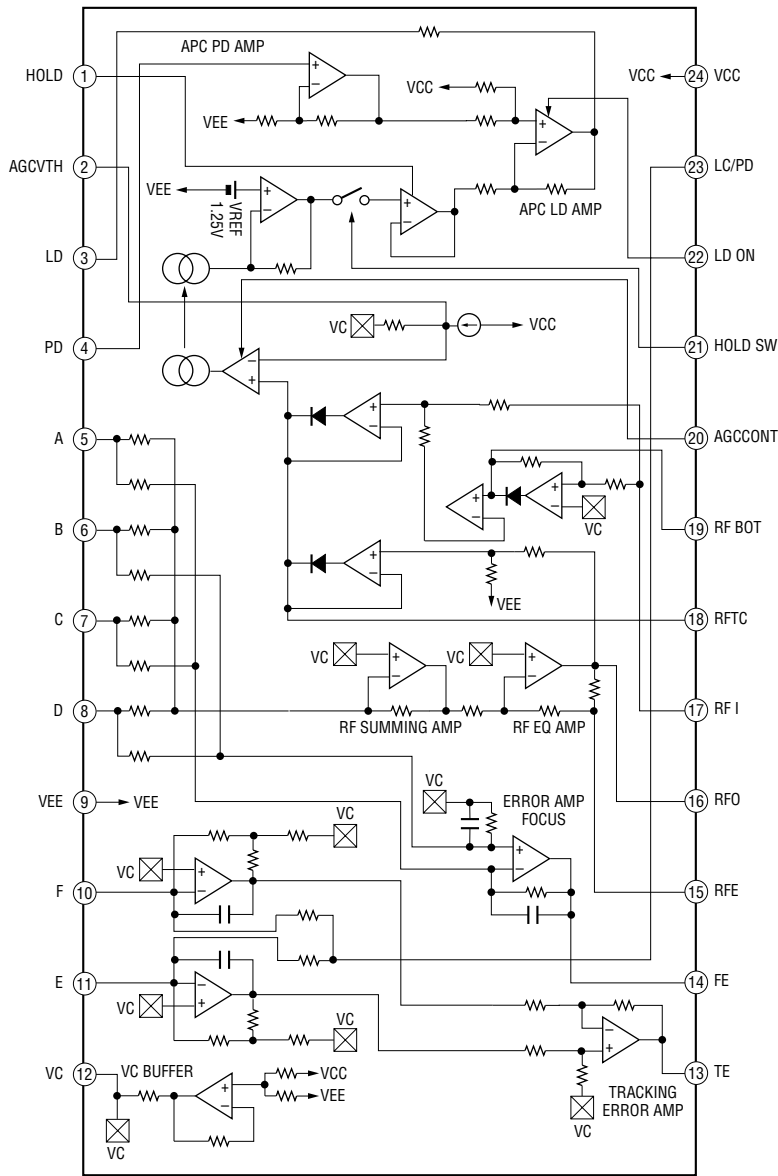 APC PD AMP
HOLD 1
24 VCC
VCC
VCC
VEE
AGCVTH 2
23 LC/PD
VEE
APC LD AMP
VREF
1.25V
LD 3
22 LD ON
VC
VCC
PD 4
21 HOLD SW
A 5
20 AGCCONT
B 6
VC
19 RF BOT
VEE
C 7
18 RFTC
VC
VC
D 8
RF SUMMING AMP
RF EQ AMP
17 RF I
VEE 9 VEE
VC
ERROR AMP
FOCUS
16 RFO
VC
VC
F 10
15 RFE
E 11
14 FE
VC
VC
VC 12
VC BUFFER
VCC
VEE
13 TE
TRACKING
ERROR AMP
VC
VC